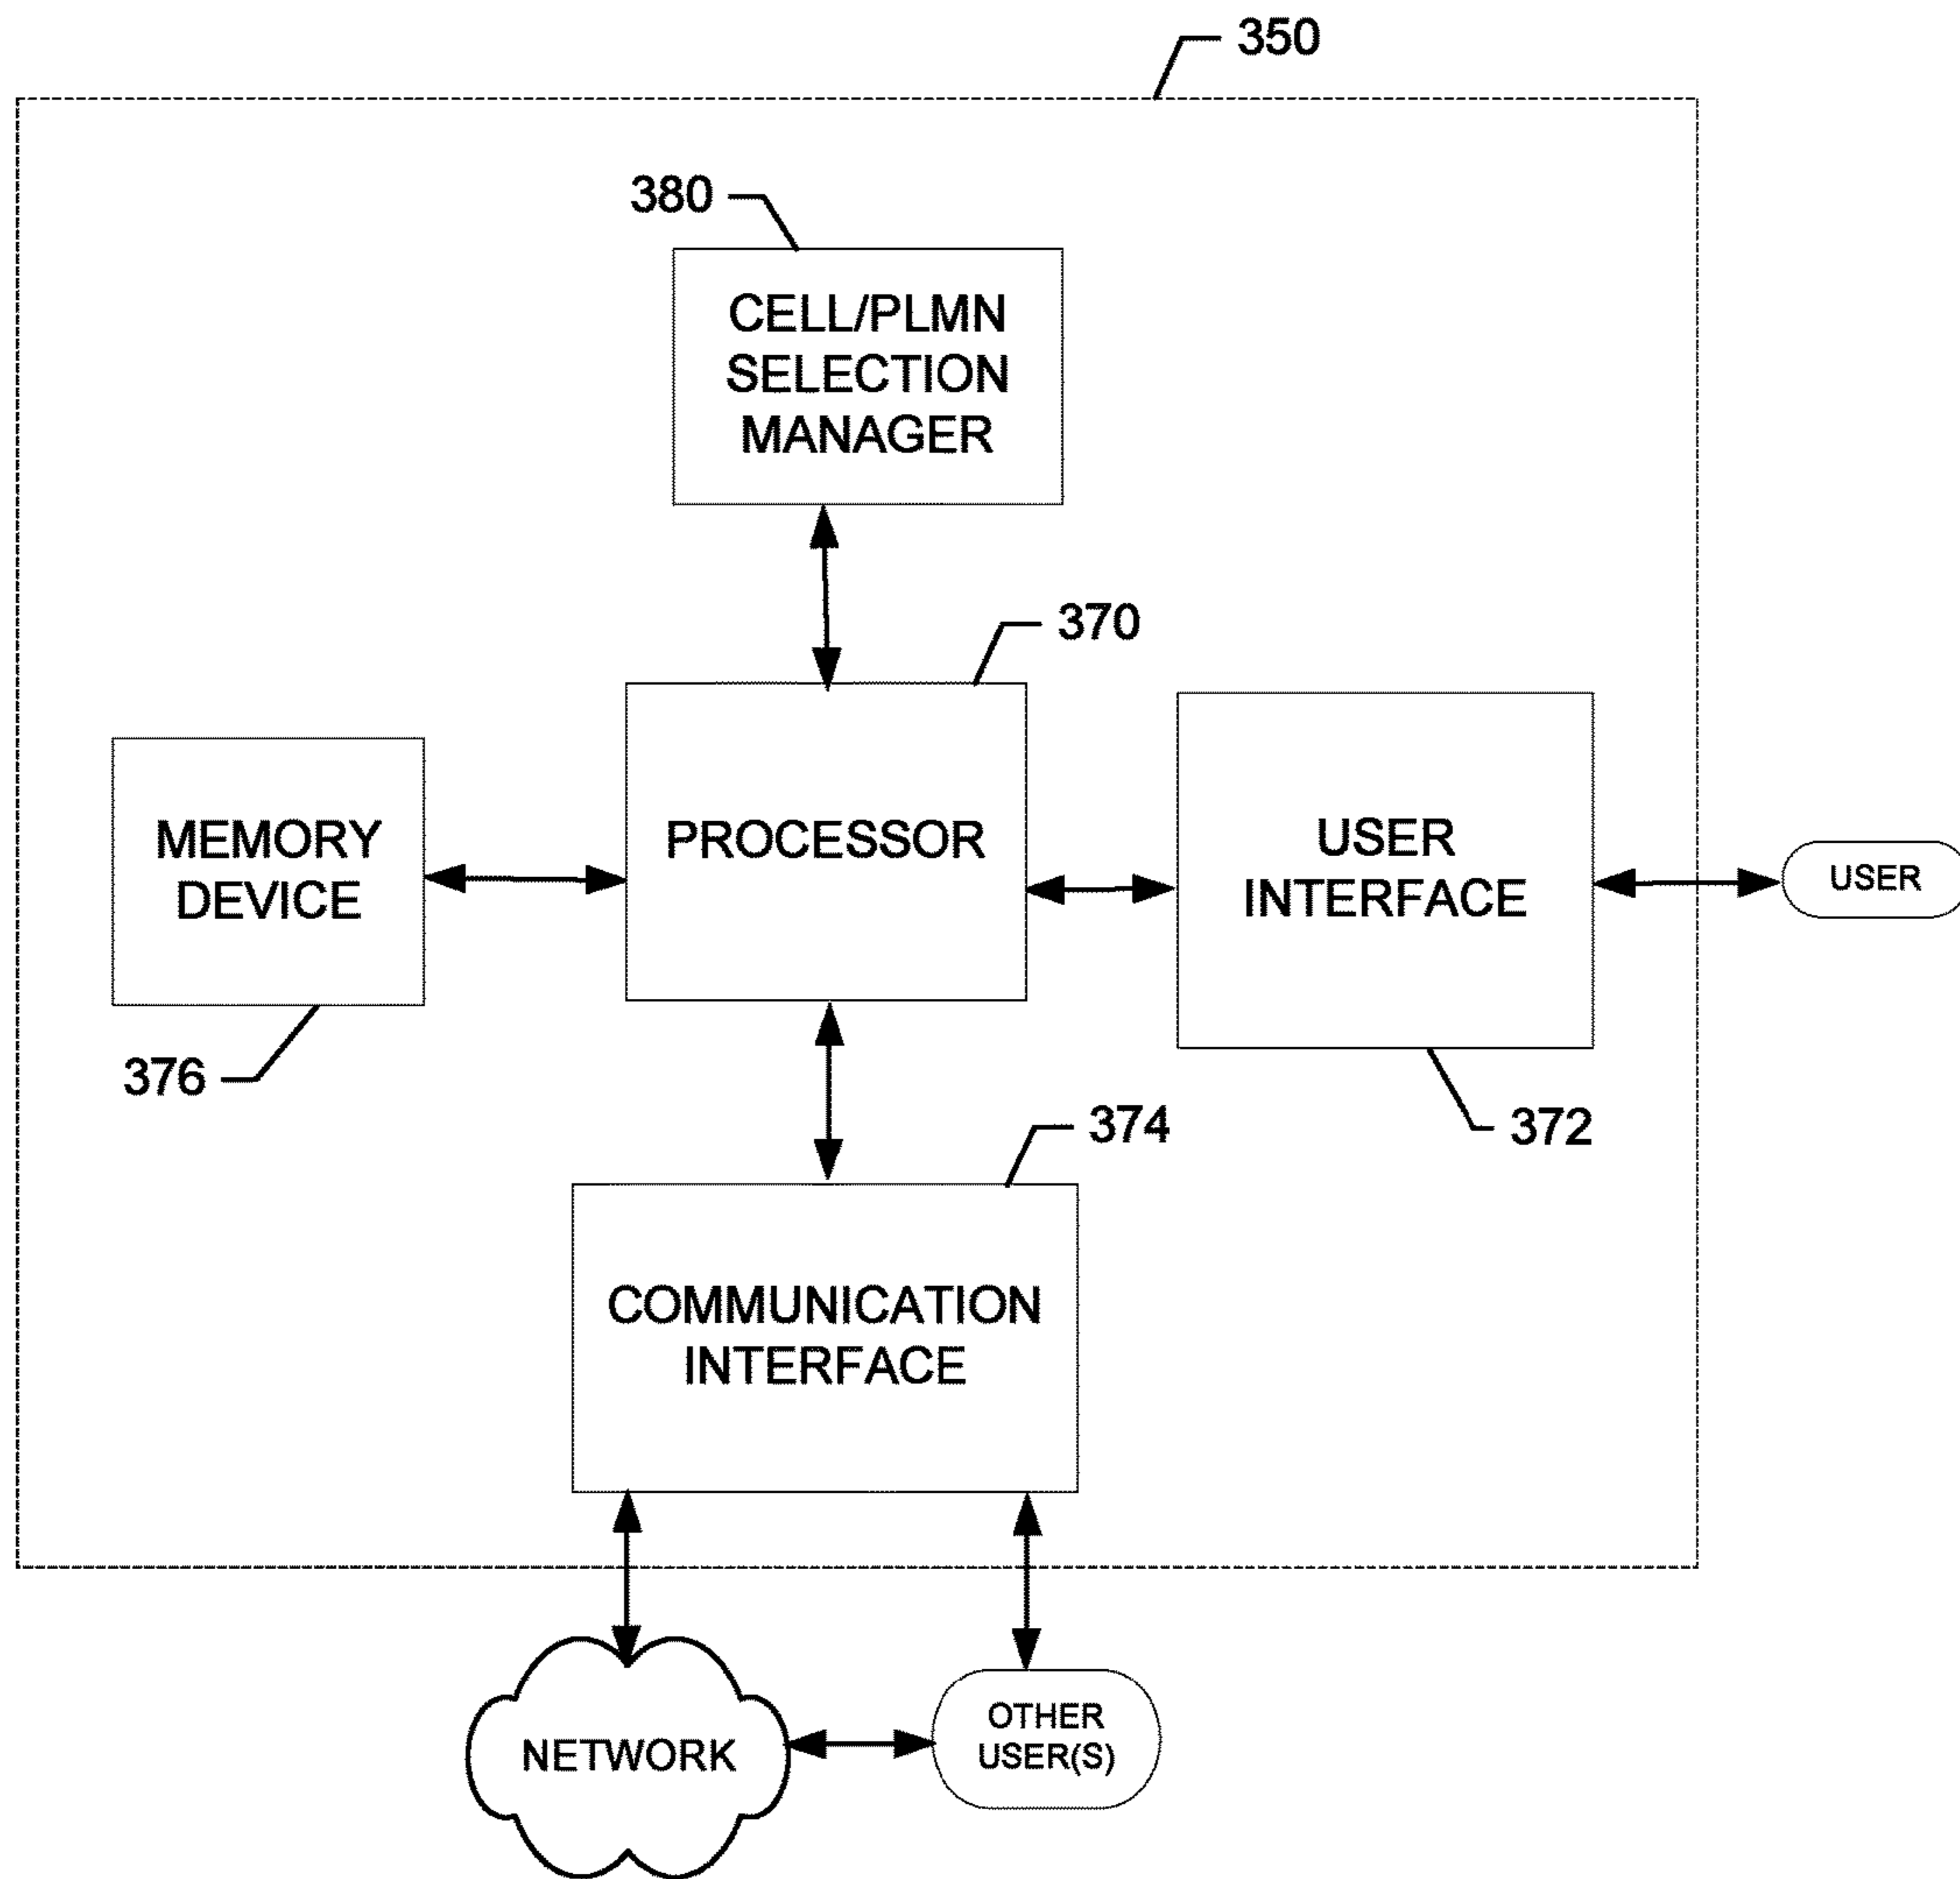 350
380
CELL/PLMN
SELECTION
MANAGER
370
MEMORY
DEVICE
PROCESSOR
USER
INTERFACE
USER
376
374
372
COMMUNICATION
INTERFACE
NETWORK
OTHER
USER(S)